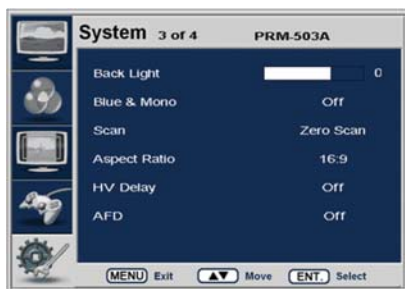 System 3 of 4 PRM-503A
Back Light 0
Blue & Mono Off
Scan Zero Scan
Aspect Ratio 16:9
HV Delay Off
AFD Off
MENU Exit ▲▼ Move ENT. Select